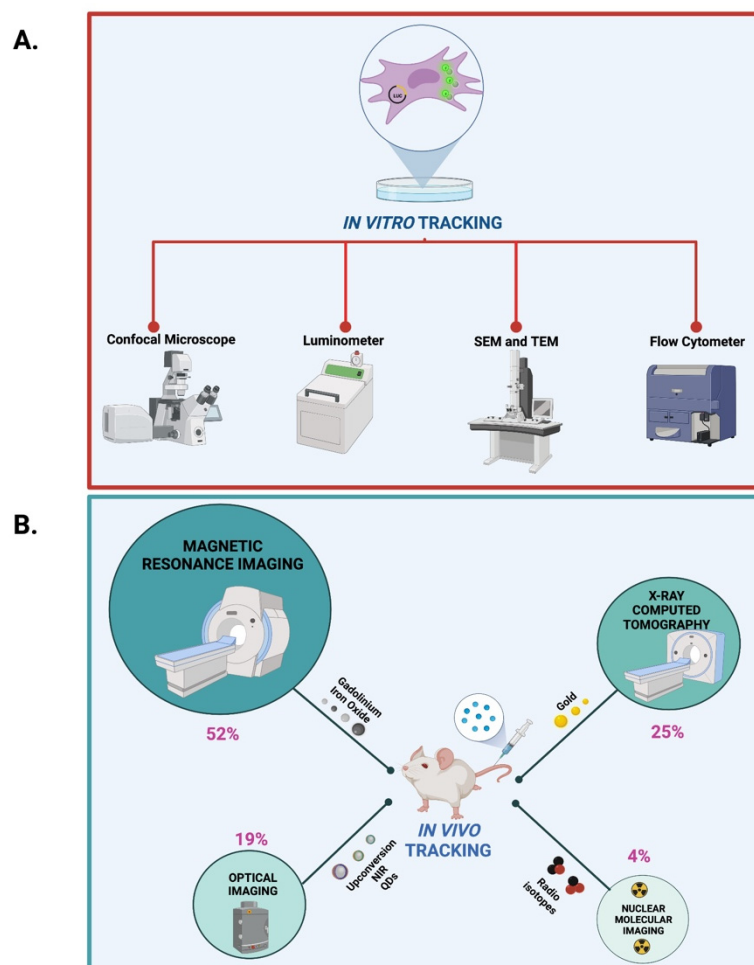 A.
LUC
IN VITRO TRACKING
Confocal Microscope
Luminometer
SEM and TEM
Flow Cytometer
B.
MAGNETIC
RESONANCE IMAGING
X-RAY
COMPUTED
TOMOGRAPHY
Gadolinium
Iron Oxide
Gold
52%
25%
IN VIVO
TRACKING
19%
4%
OPTICAL
IMAGING
Upconversion
NIR
QDs
Radio
Isotopes
NUCLEAR
MOLECULAR
IMAGING